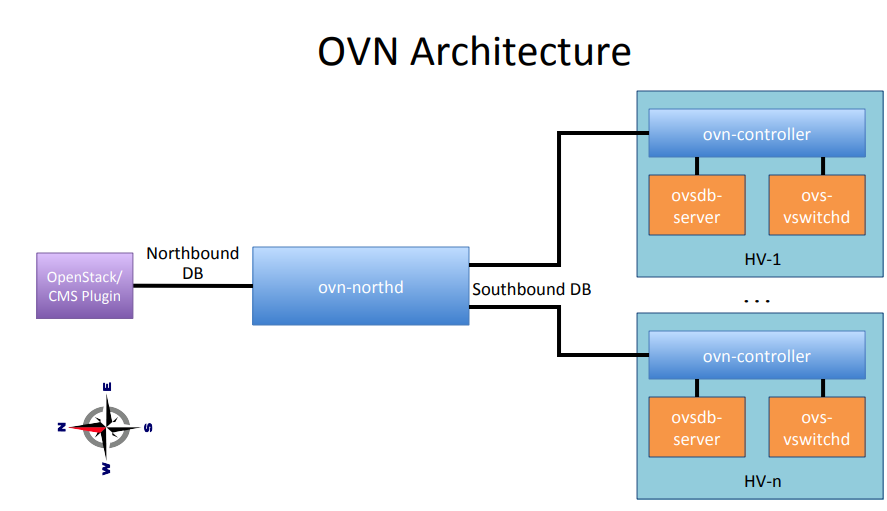 OVN Architecture
ovn-controller
ovsdb-
server
ovs-
vswitchd
HV-1
Northbound
DB
OpenStack/
CMS Plugin
ovn-northd
Southbound DB
...
ovn-controller
ovsdb-
server
ovs-
vswitchd
HV-n
E
N
S
W